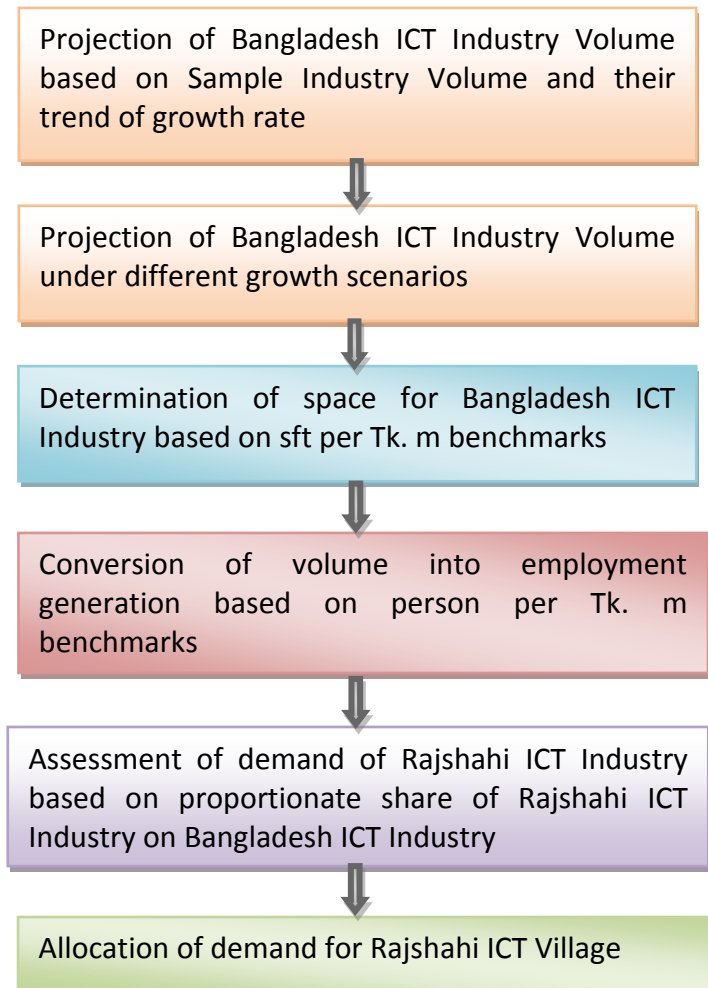 Projection of Bangladesh ICT Industry Volume
based on Sample Industry Volume and their
trend of growth rate
Projection of Bangladesh ICT Industry Volume
under different growth scenarios
Determination of space for Bangladesh ICT
Industry based on sft per Tk. m benchmarks
Conversion of volume into employment
generation based on person per Tk. m
benchmarks
Assessment of demand of Rajshahi ICT Industry
based on proportionate share of Rajshahi ICT
Industry on Bangladesh ICT Industry
Allocation of demand for Rajshahi ICT Village